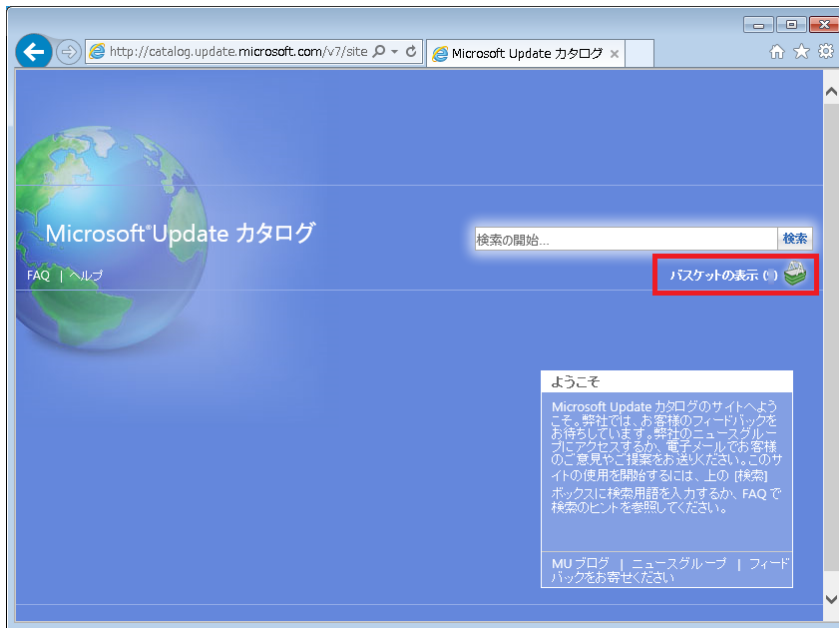 http://catalog.update.microsoft.com/v7/site
Microsoft Update カタログ
Microsoft®Update カタログ
検索の開始...
検索
FAQ | ヘルプ
バスケットの表示 ( )
ようこそ
Microsoft Update カタログのサイトへよう
こそ。弊社では、お客様のフィードバックを
お待ちしています。弊社のニュースグルー
プにアクセスするか、電子メールでお客様
のご意見やご提案をお送りください。このサ
イトの使用を開始するには、上の [検索]
ボックスに検索用語を入力するか、FAQ で
検索のヒントを参照してください。
MU ブログ | ニュースグループ | フィード
バックをお寄せください